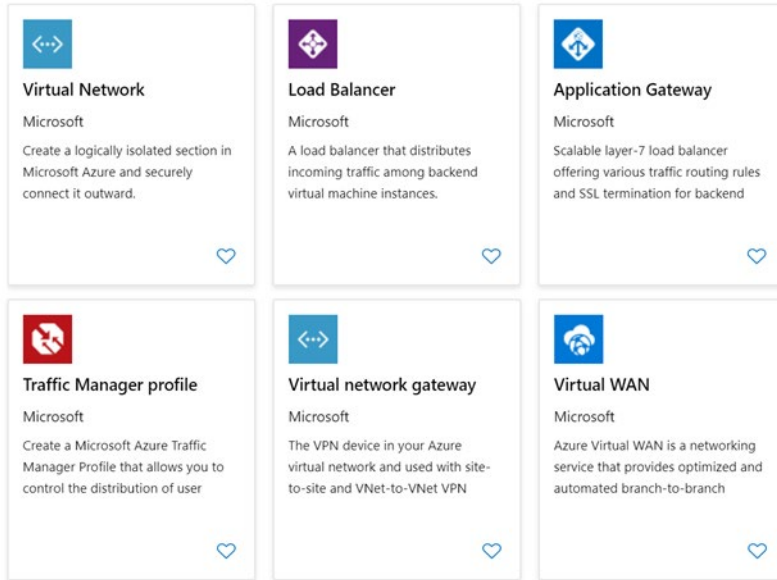 Virtual Network
Microsoft
Create a logically isolated section in
Microsoft Azure and securely
connect it outward.
Load Balancer
Microsoft
A load balancer that distributes
incoming traffic among backend
virtual machine instances.
Application Gateway
Microsoft
Scalable layer-7 load balancer
offering various traffic routing rules
and SSL termination for backend
Traffic Manager profile
Microsoft
Create a Microsoft Azure Traffic
Manager Profile that allows you to
control the distribution of user
Virtual network gateway
Microsoft
The VPN device in your Azure
virtual network and used with site-
to-site and VNet-to-VNet VPN
Virtual WAN
Microsoft
Azure Virtual WAN is a networking
service that provides optimized and
automated branch-to-branch